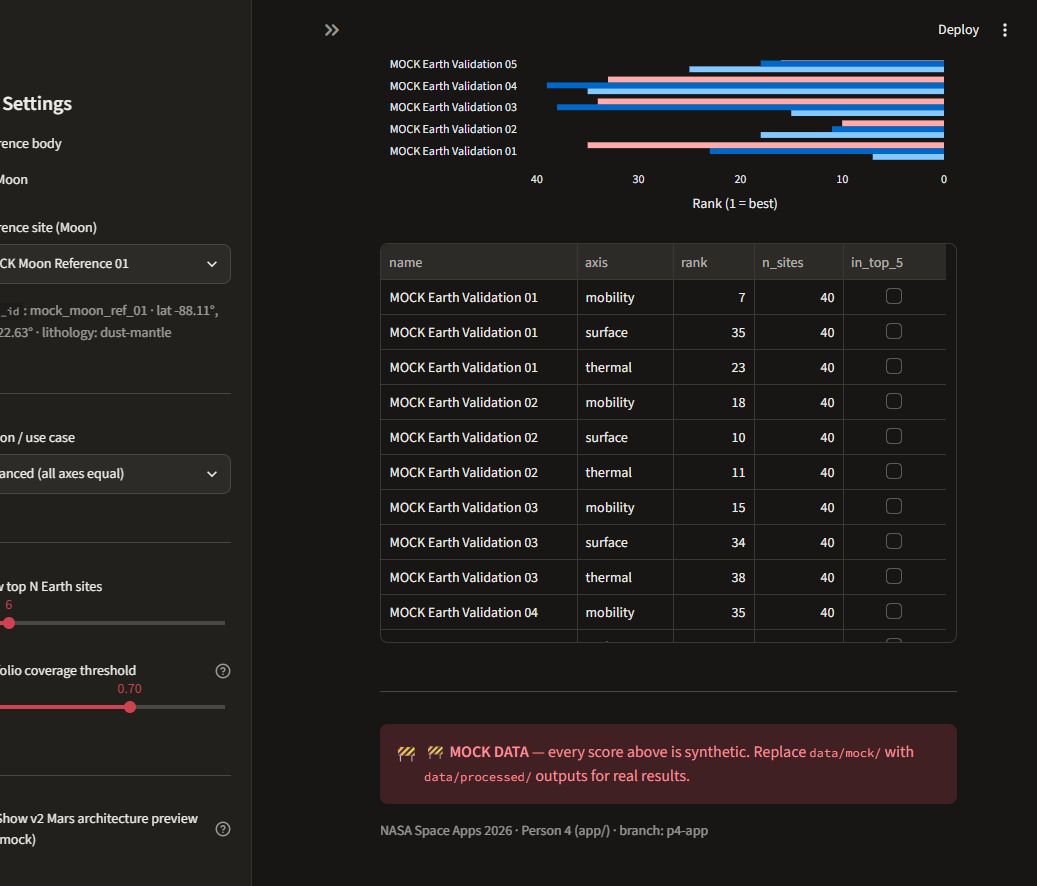 Deploy
Settings
rence body
Moon
rence site (Moon)
CK Moon Reference 01
_id : mock_moon_ref_01 · lat -88.11°,
22.63° · lithology: dust-mantle
on / use case
anced (all axes equal)
w top N Earth sites
6
folio coverage threshold
0.70
Show v2 Mars architecture preview
mock)
MOCK Earth Validation 05
MOCK Earth Validation 04
MOCK Earth Validation 03
MOCK Earth Validation 02
MOCK Earth Validation 01
40 30 20 10 0
Rank (1 = best)
name axis rank n_sites in_top_5
MOCK Earth Validation 01 mobility 7 40
MOCK Earth Validation 01 surface 35 40
MOCK Earth Validation 01 thermal 23 40
MOCK Earth Validation 02 mobility 18 40
MOCK Earth Validation 02 surface 10 40
MOCK Earth Validation 02 thermal 11 40
MOCK Earth Validation 03 mobility 15 40
MOCK Earth Validation 03 surface 34 40
MOCK Earth Validation 03 thermal 38 40
MOCK Earth Validation 04 mobility 35 40
🚧 🚧 MOCK DATA — every score above is synthetic. Replace data/mock/ with
data/processed/ outputs for real results.
NASA Space Apps 2026 · Person 4 (app/) · branch: p4-app